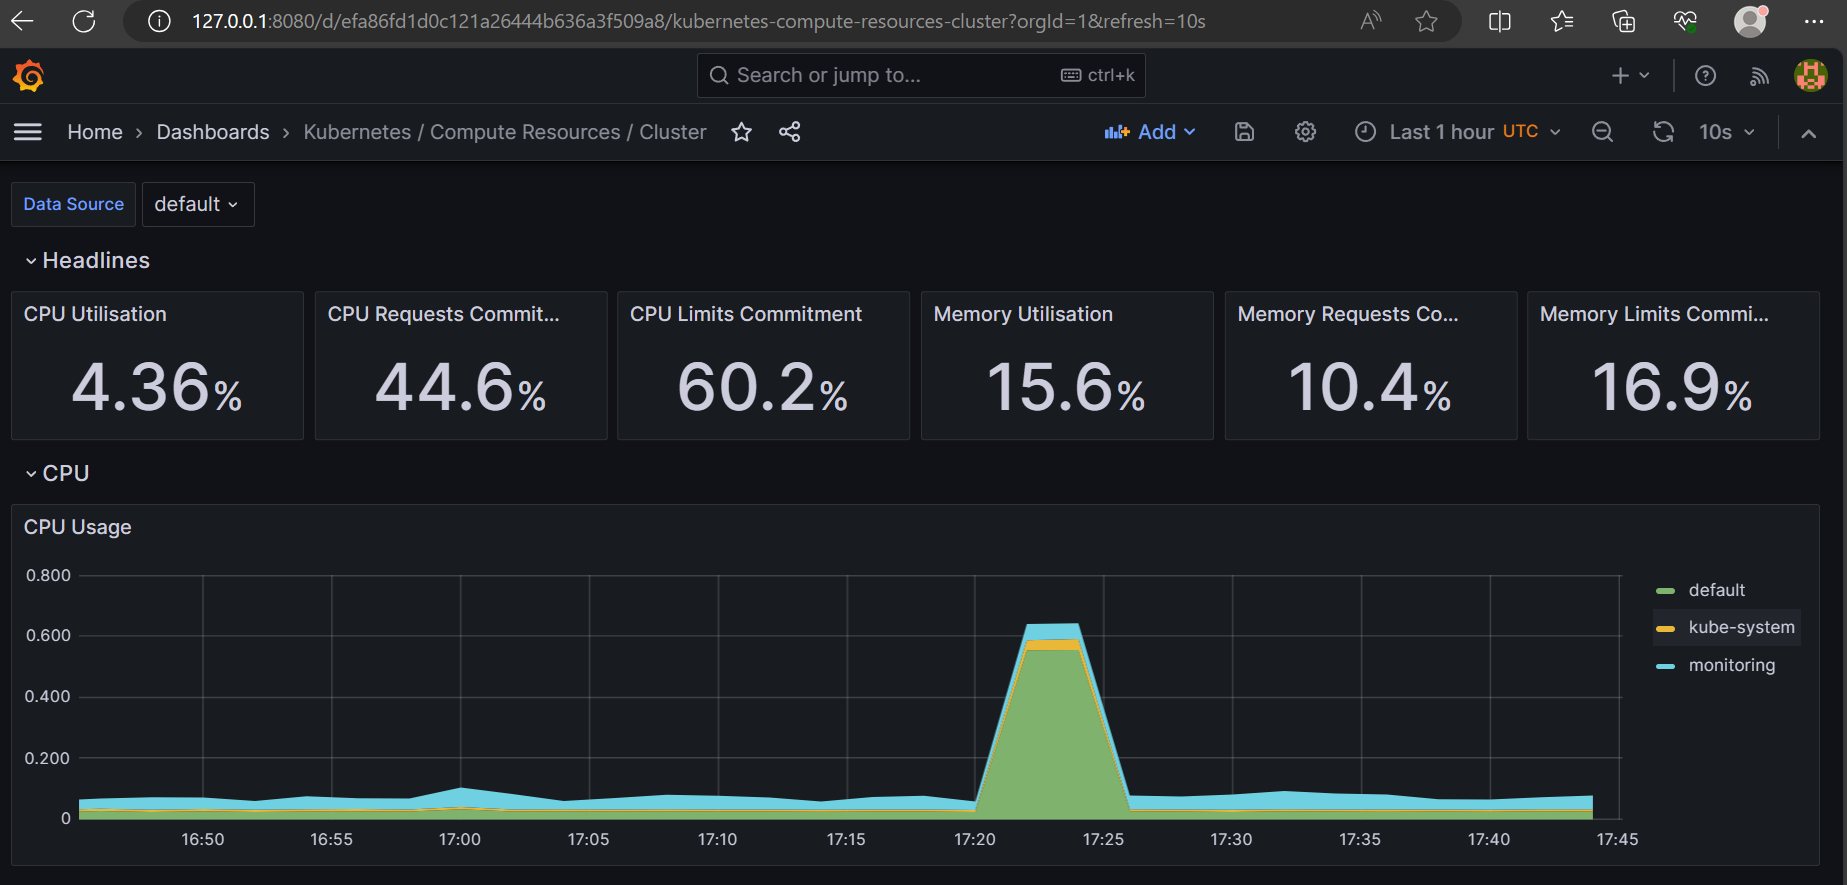 127.0.0.1:8080/d/efa86fd1d0c121a26444b636a3f509a8/kubernetes-compute-resources-cluster?orgId=1&refresh=10s
Search or jump to... ctrl+k
Home › Dashboards › Kubernetes / Compute Resources / Cluster Add Last 1 hour UTC 10s
Data Source default
Headlines
CPU Utilisation
4.36%
CPU Requests Commit...
44.6%
CPU Limits Commitment
60.2%
Memory Utilisation
15.6%
Memory Requests Co...
10.4%
Memory Limits Commi...
16.9%
CPU
CPU Usage
0.800
0.600
0.400
0.200
0
16:50 16:55 17:00 17:05 17:10 17:15 17:20 17:25 17:30 17:35 17:40 17:45
default
kube-system
monitoring